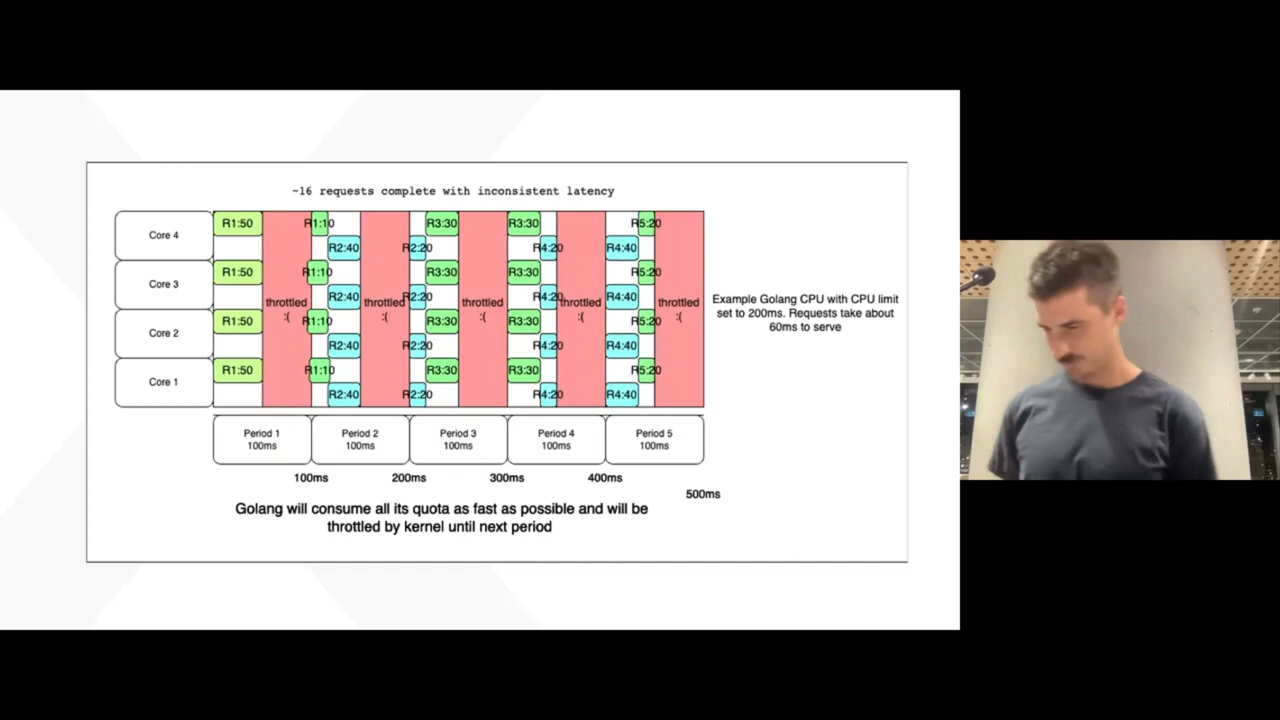 ~16 requests complete with inconsistent latency
Core 4
R1:50
R1:10
R3:30
R3:30
R5:20
R2:40
R2:20
R4:20
R4:40
Core 3
R1:50
R1:10
R3:30
R3:30
R5:20
R2:40
R2:20
R4:20
R4:40
throttled :(
throttled :(
throttled :(
throttled :(
throttled :(
Core 2
R1:50
R1:10
R3:30
R3:30
R5:20
R2:40
R2:20
R4:20
R4:40
Core 1
R1:50
R1:10
R3:30
R3:30
R5:20
R2:40
R2:20
R4:20
R4:40
Example Golang CPU with CPU limit
set to 200ms. Requests take about
60ms to serve
Period 1
100ms
Period 2
100ms
Period 3
100ms
Period 4
100ms
Period 5
100ms
100ms
200ms
300ms
400ms
500ms
Golang will consume all its quota as fast as possible and will be
throttled by kernel until next period